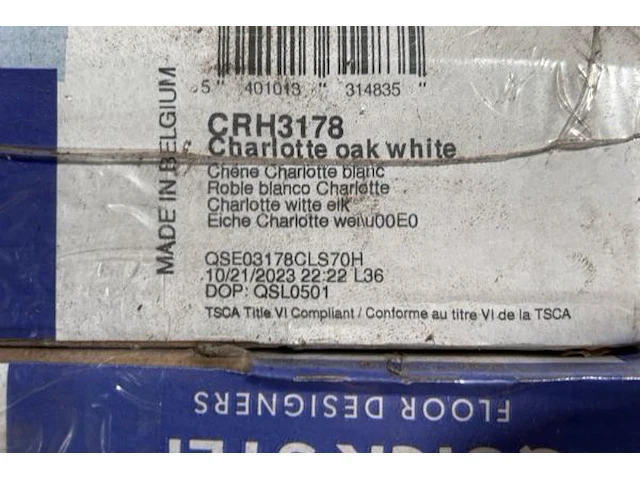 5 401013 314835
MADE IN BELGIUM
CRH3178
Charlotte oak white
Chêne Charlotte blanc
Roble blanco Charlotte
Charlotte witte eik
Eiche Charlotte wei\u00E0
QSE03178CLS70H
10/21/2023 22:22 L36
DOP: QSL0501
TSCA Title VI Compliant / Conforme au titre VI de la TSCA
FLOOR DESIGNERS
QUICK STEP